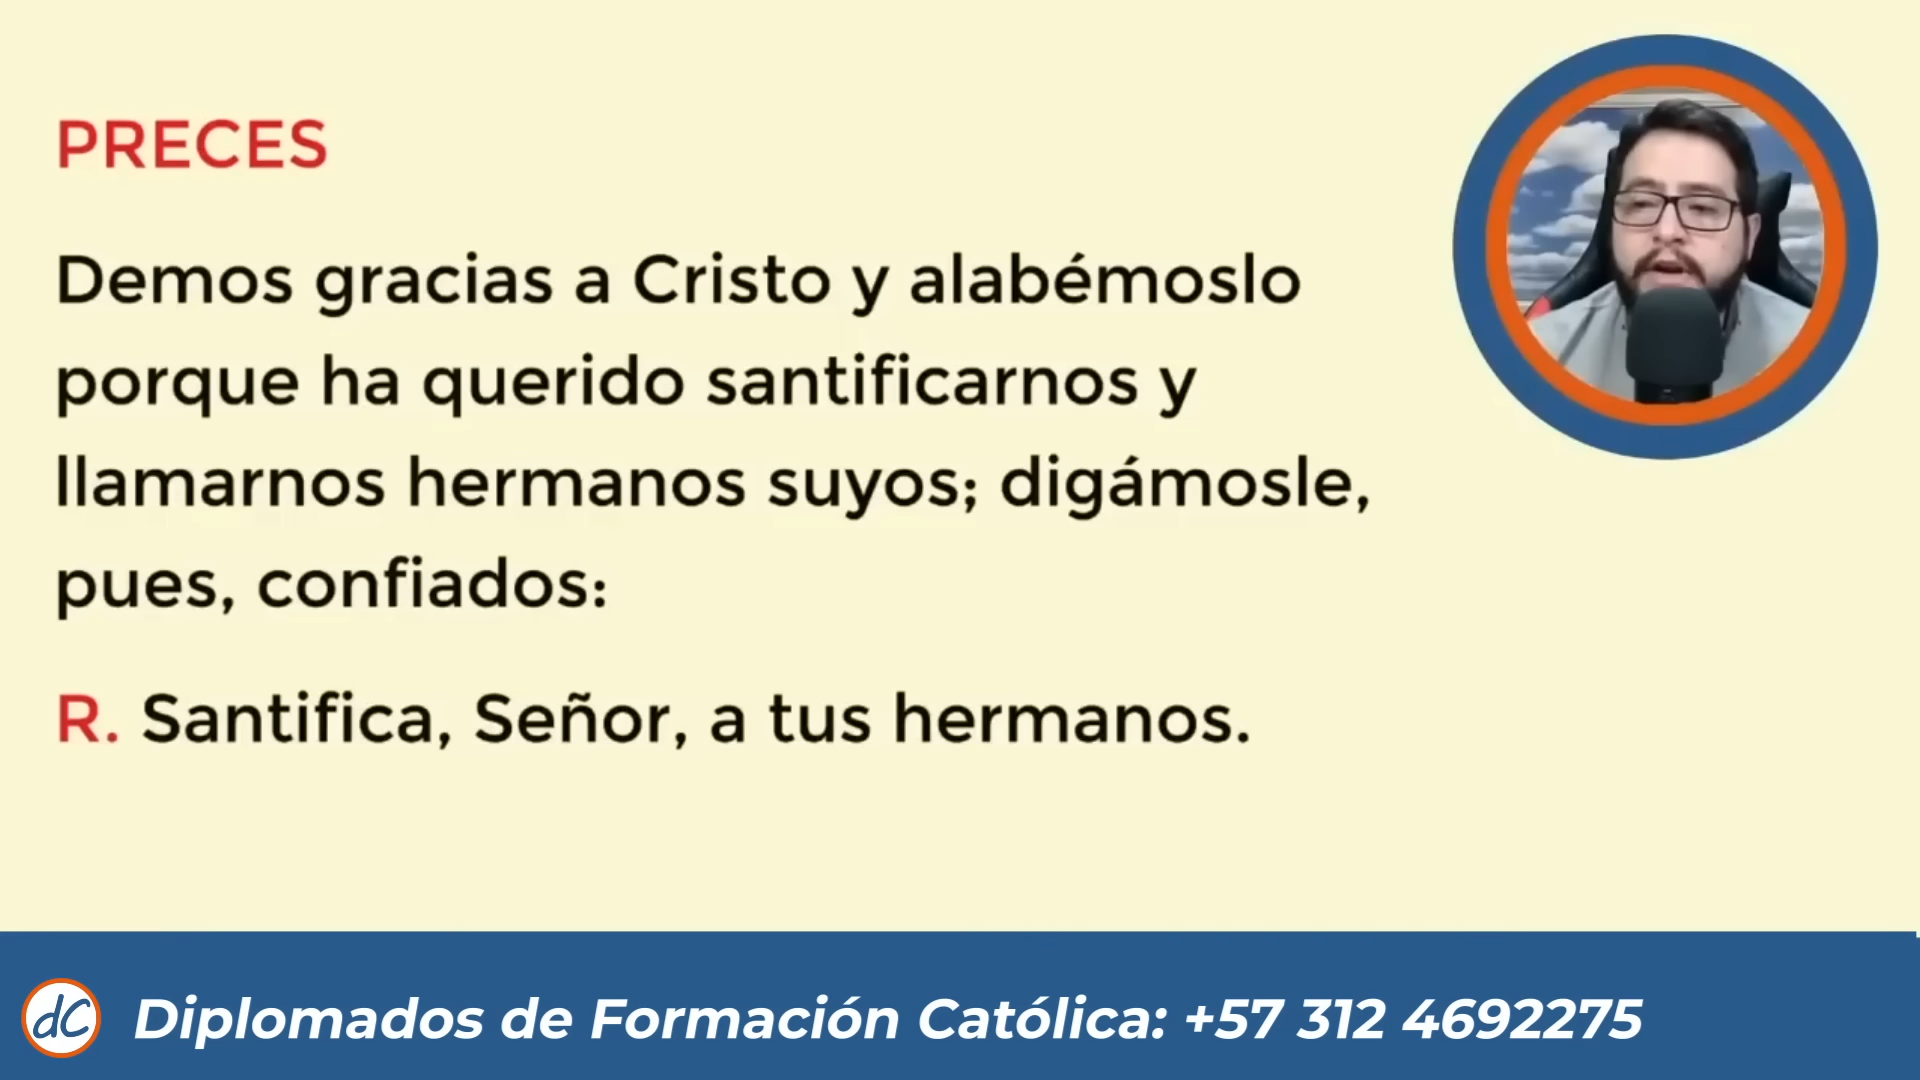 PRECES
Demos gracias a Cristo y alabémoslo
porque ha querido santificarnos y
llamarnos hermanos suyos; digámosle,
pues, confiados:
R. Santifica, Señor, a tus hermanos.
dC Diplomados de Formación Católica: +57 312 4692275